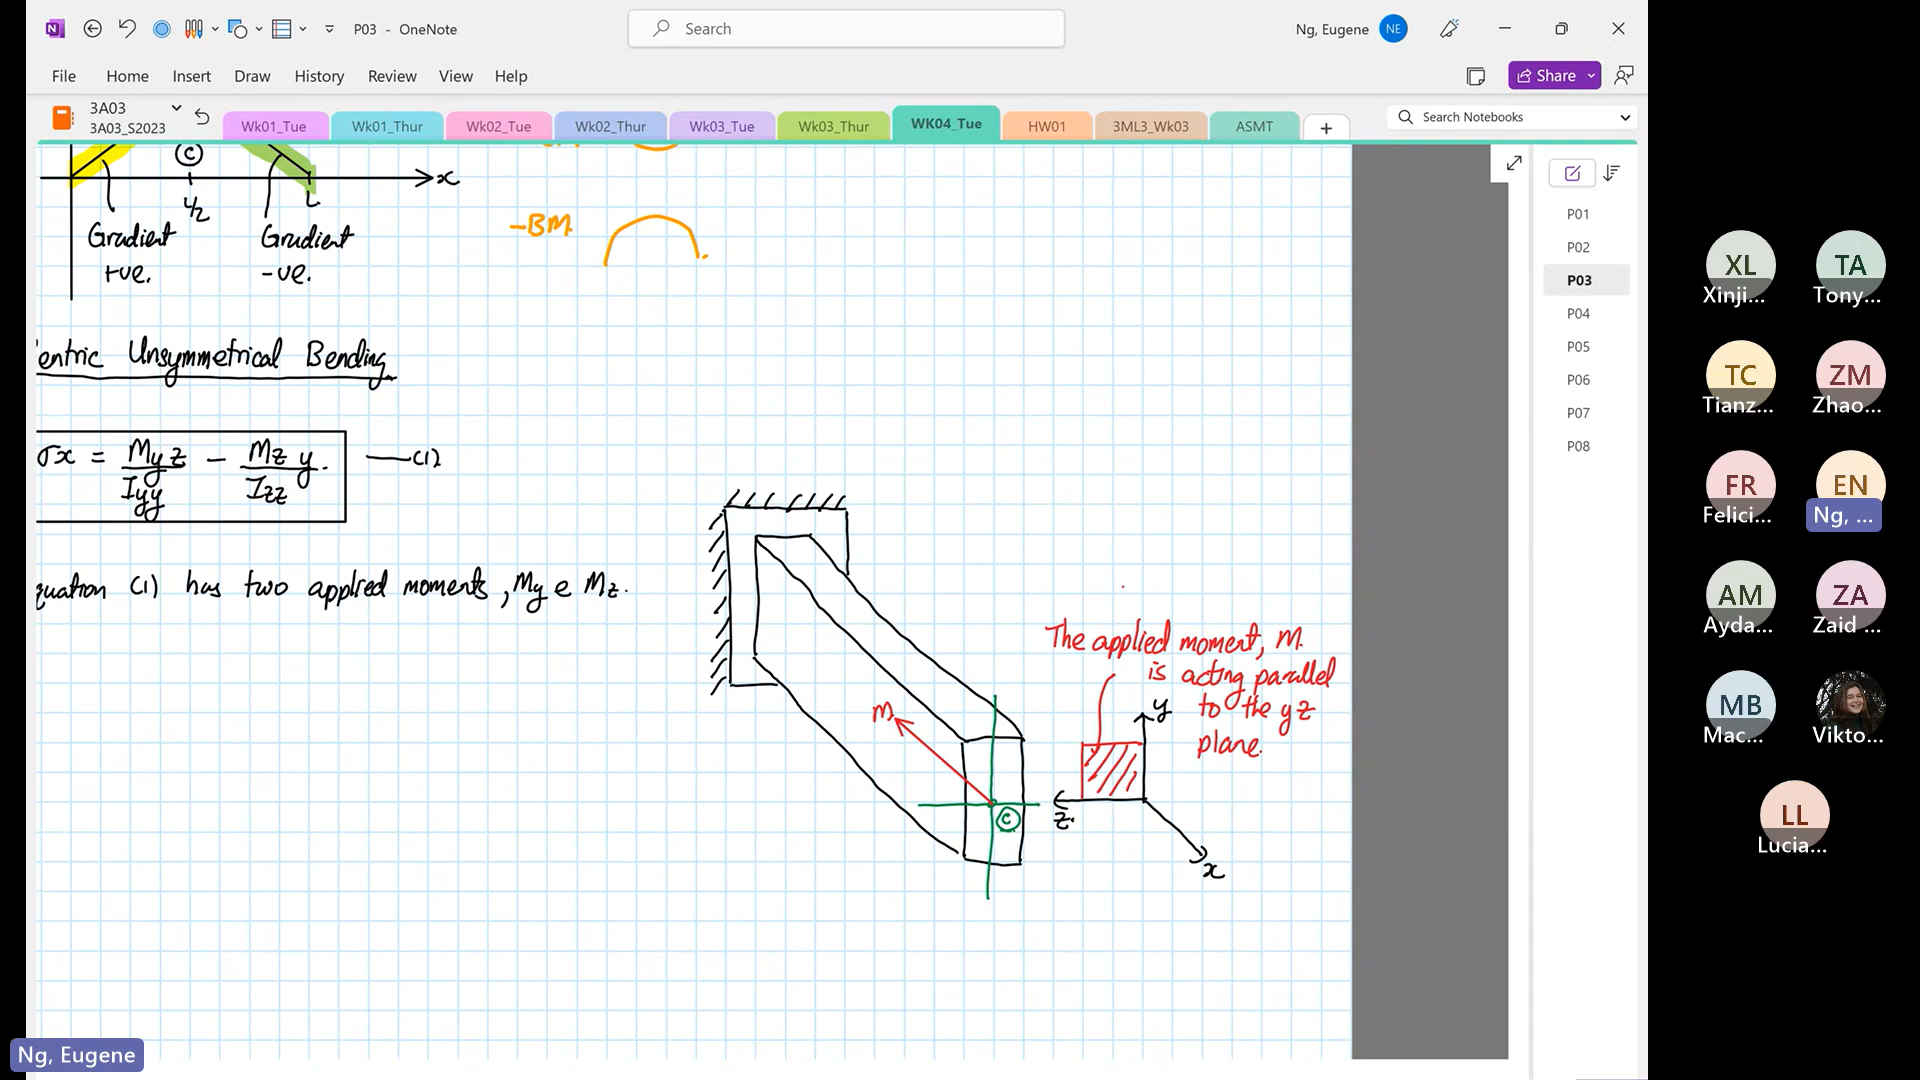 P03 - OneNote
Search
Ng, Eugene
NE
File Home Insert Draw History Review View Help
Share
3A03
3A03_S2023
Wk01_Tue Wk01_Thur Wk02_Tue Wk02_Thur Wk03_Tue Wk03_Thur WK04_Tue HW01 3ML3_Wk03 ASMT +
Search Notebooks
P01
P02
P03
P04
P05
P06
P07
P08
C
x
L/2
L
Gradient
+ve.
Gradient
-ve.
-BM.
entric Unsymmetrical Bending
σx = My z / Iyy - Mz y / Izz. —(1)
quation (1) has two applied moments, My & Mz.
The applied moment, M.
is acting parallel
to the yz
plane.
M
C
y
z.
x
XL
Xinji...
TA
Tony...
TC
Tianz...
ZM
Zhao...
FR
Felici...
EN
Ng, ...
AM
Ayda...
ZA
Zaid ...
MB
Mac...
Vikto...
LL
Lucia...
Ng, Eugene